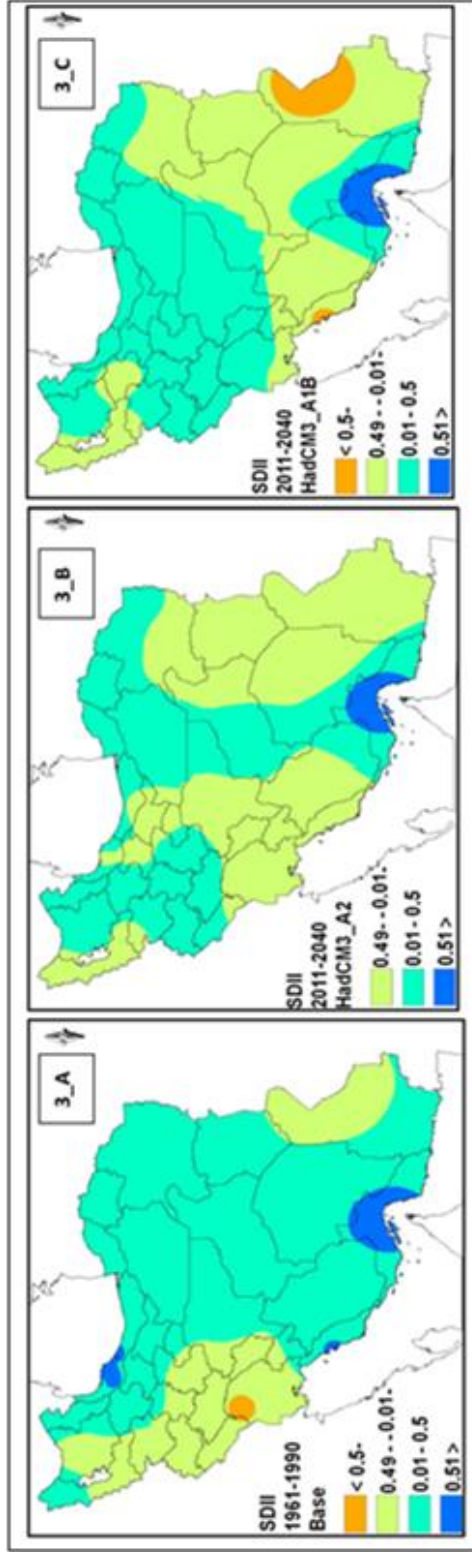 3_A
SDII
1961-1990
Base
< 0.5-
0.49 - -0.01-
0.01 - 0.5
0.51 >
3_B
SDII
2011-2040
HadCM3_A2
0.49- -0.01-
0.01 - 0.5
0.51 >
3_C
SDII
2011-2040
HadCM3_A1B
< 0.5-
0.49 - -0.01-
0.01 - 0.5
0.51 >